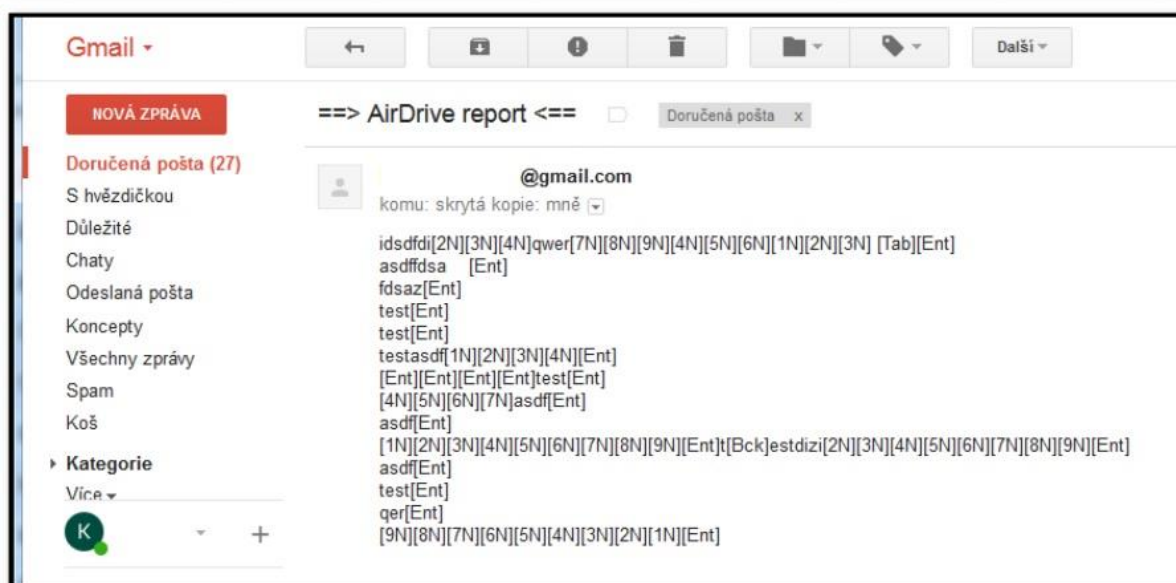 Gmail
Další
NOVÁ ZPRÁVA
==> AirDrive report <==
Doručená pošta x
Doručená pošta (27)
S hvězdičkou
Důležité
Chaty
Odeslaná pošta
Koncepty
Všechny zprávy
Spam
Koš
Kategorie
Více
K
@gmail.com
komu: skrytá kopie: mně
idsdfdi[2N][3N][4N]qwer[7N][8N][9N][4N][5N][6N][1N][2N][3N] [Tab][Ent]
asdffdsa [Ent]
fdsaz[Ent]
test[Ent]
test[Ent]
testasdf[1N][2N][3N][4N][Ent]
[Ent][Ent][Ent][Ent]test[Ent]
[4N][5N][6N][7N]asdf[Ent]
asdf[Ent]
[1N][2N][3N][4N][5N][6N][7N][8N][9N][Ent]t[Bck]estdizi[2N][3N][4N][5N][6N][7N][8N][9N][Ent]
asdf[Ent]
test[Ent]
qer[Ent]
[9N][8N][7N][6N][5N][4N][3N][2N][1N][Ent]